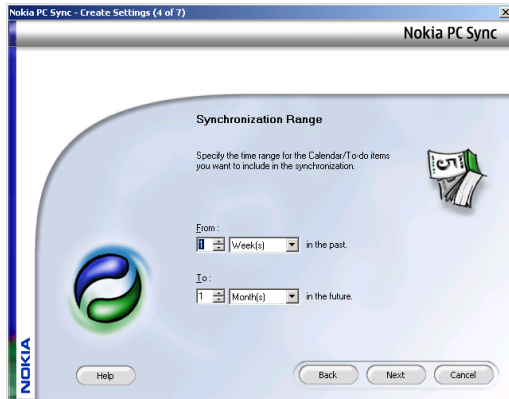 Nokia PC Sync - Create Settings (4 of 7)
Nokia PC Sync
Synchronization Range
Specify the time range for the Calendar/To-do items
you want to include in the synchronization.
From :
1 Week(s) in the past.
To :
1 Month(s) in the future.
NOKIA
Help Back Next Cancel